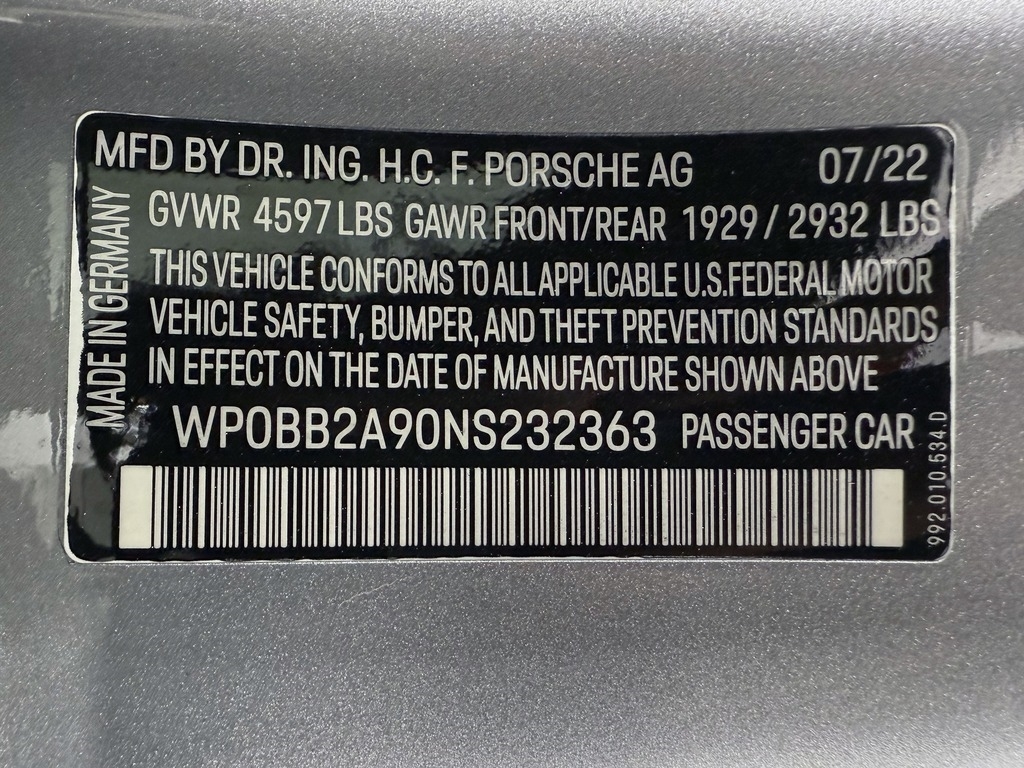 MFD BY DR. ING. H.C. F. PORSCHE AG 07/22
GVWR 4597 LBS GAWR FRONT/REAR 1929 / 2932 LBS
THIS VEHICLE CONFORMS TO ALL APPLICABLE U.S.FEDERAL MOTOR
VEHICLE SAFETY, BUMPER, AND THEFT PREVENTION STANDARDS
IN EFFECT ON THE DATE OF MANUFACTURE SHOWN ABOVE
WP0BB2A90NS232363 PASSENGER CAR
MADE IN GERMANY
992.010.534.D